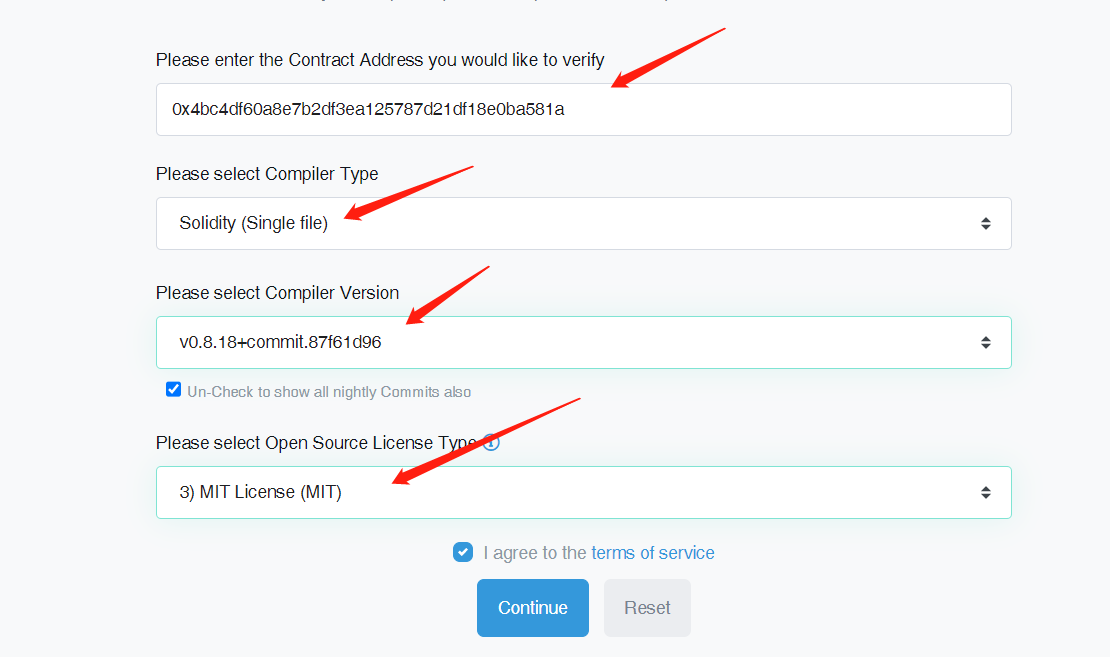 Please enter the Contract Address you would like to verify
0x4bc4df60a8e7b2df3ea125787d21df18e0ba581a
Please select Compiler Type
Solidity (Single file)
Please select Compiler Version
v0.8.18+commit.87f61d96
Un-Check to show all nightly Commits also
Please select Open Source License Type
3) MIT License (MIT)
I agree to the terms of service
Continue
Reset